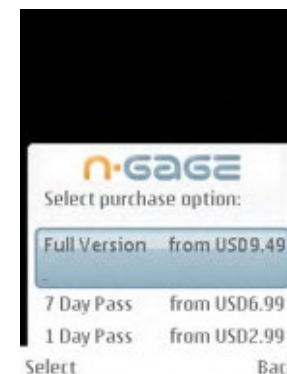 n·gage
Select purchase option:
Full Version from USD9.49
-
7 Day Pass from USD6.99
1 Day Pass from USD2.99
Select Bac